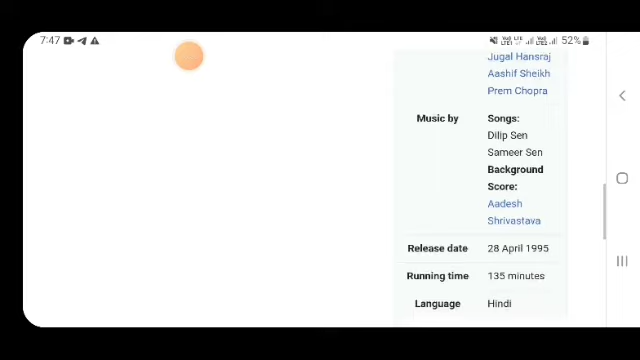 7:47
52%
Jugal Hansraj
Aashif Sheikh
Prem Chopra
Music by
Songs:
Dilip Sen
Sameer Sen
Background
Score:
Aadesh
Shrivastava
Release date
28 April 1995
Running time
135 minutes
Language
Hindi